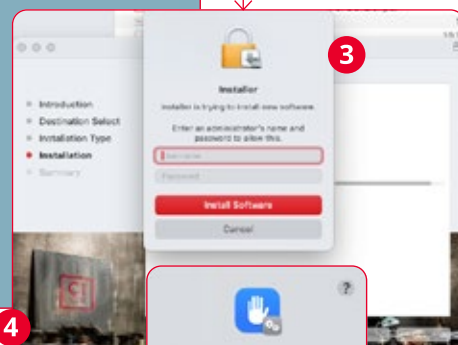 3
Installer
Installer is trying to install new software.
Enter an administrator's name and
password to allow this.
Username
Password
Install Software
Cancel
Introduction
Destination Select
Installation Type
Installation
Summary
?
4